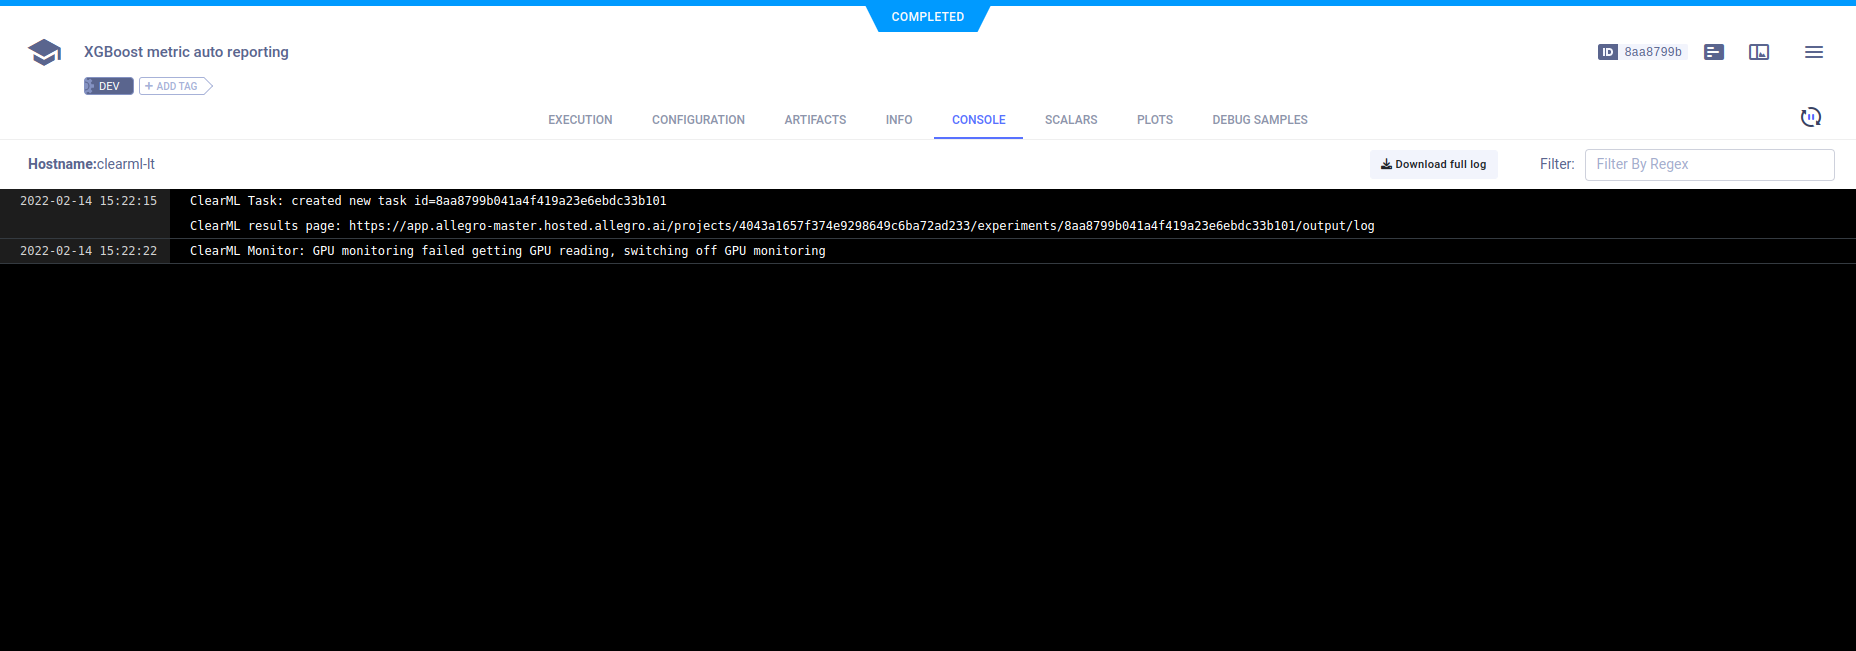 COMPLETED
XGBoost metric auto reporting
ID 8aa8799b
DEV + ADD TAG
EXECUTION CONFIGURATION ARTIFACTS INFO CONSOLE SCALARS PLOTS DEBUG SAMPLES
Hostname:clearml-lt Download full log Filter: Filter By Regex
2022-02-14 15:22:15 ClearML Task: created new task id=8aa8799b041a4f419a23e6ebdc33b101
ClearML results page: https://app.allegro-master.hosted.allegro.ai/projects/4043a1657f374e9298649c6ba72ad233/experiments/8aa8799b041a4f419a23e6ebdc33b101/output/log
2022-02-14 15:22:22 ClearML Monitor: GPU monitoring failed getting GPU reading, switching off GPU monitoring